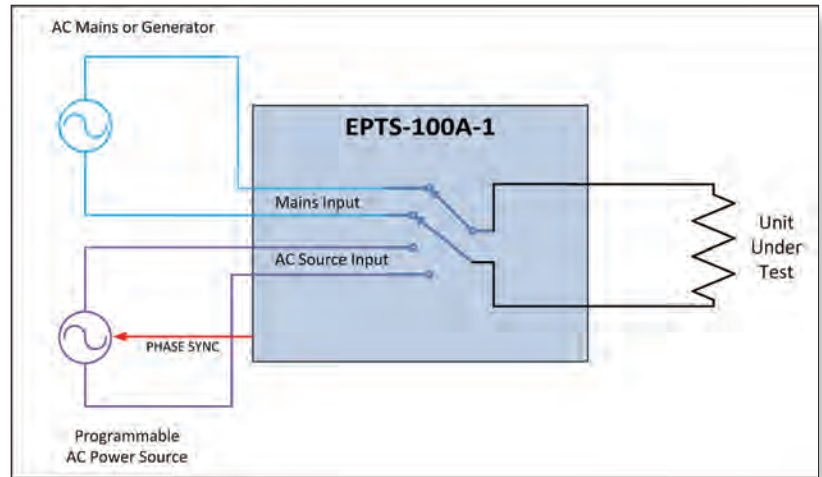 AC Mains or Generator
EPTS-100A-1
Mains Input
AC Source Input
Unit
Under
Test
PHASE SYNC
Programmable
AC Power Source